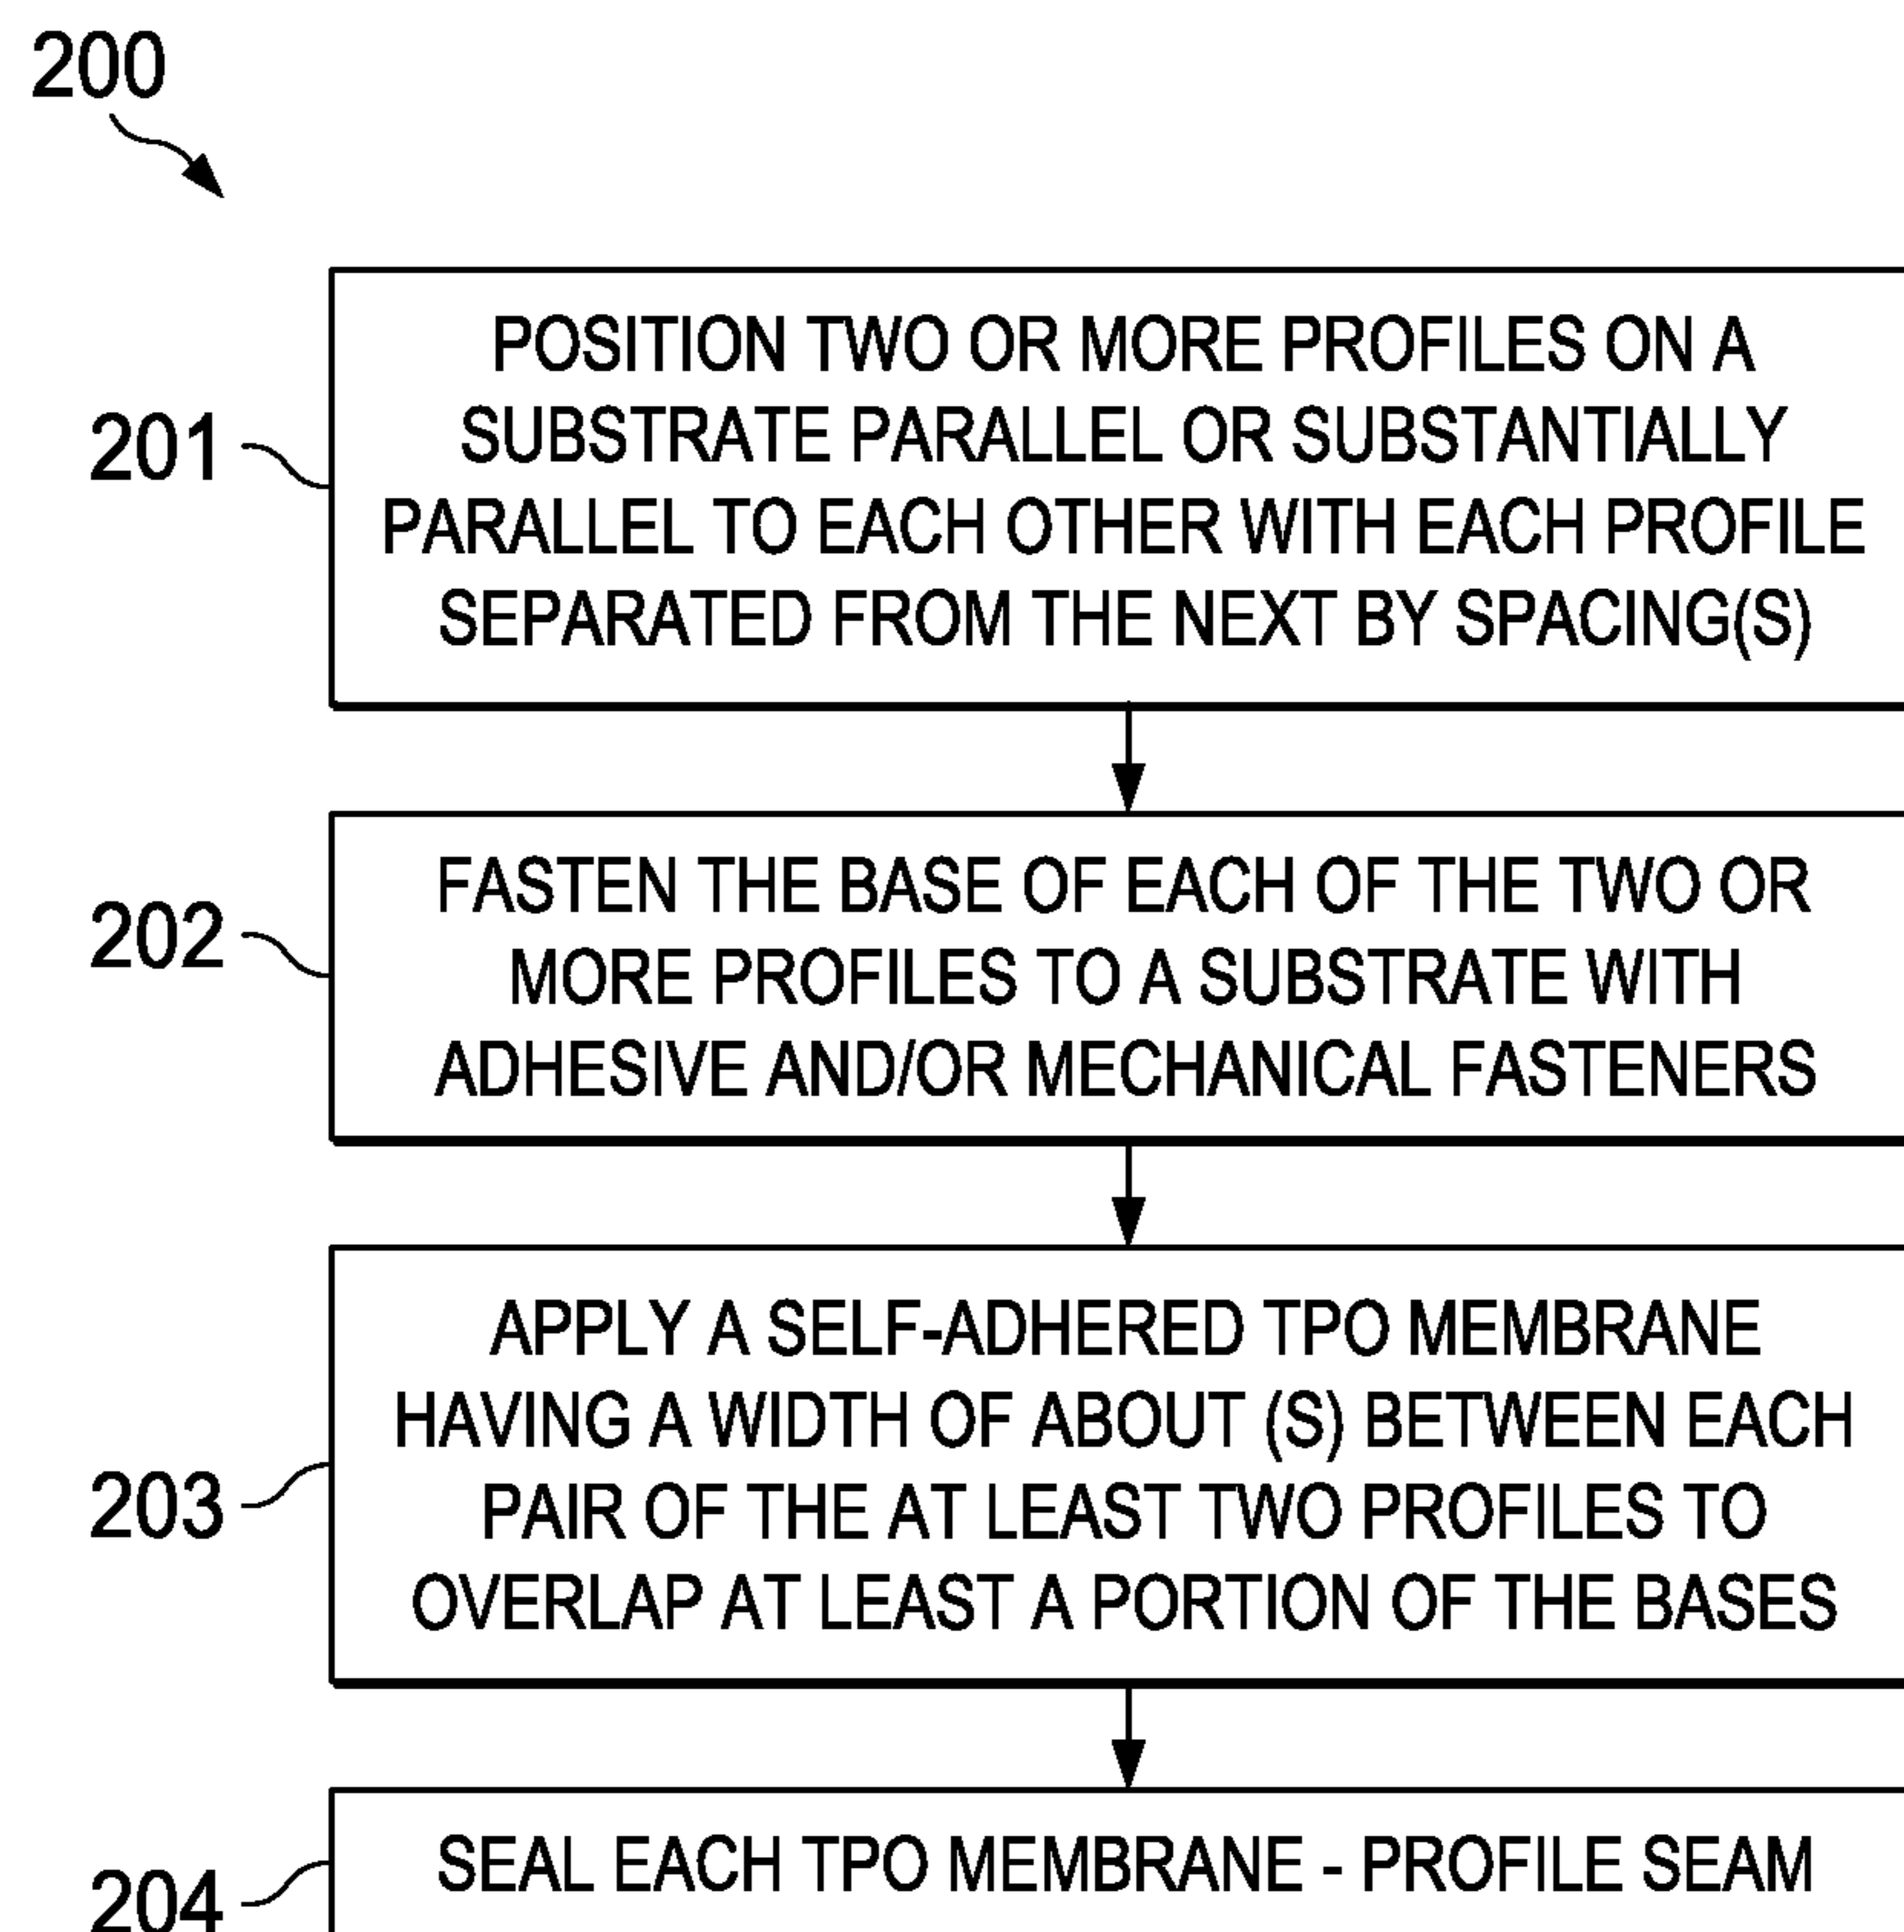 200
201
POSITION TWO OR MORE PROFILES ON A
SUBSTRATE PARALLEL OR SUBSTANTIALLY
PARALLEL TO EACH OTHER WITH EACH PROFILE
SEPARATED FROM THE NEXT BY SPACING(S)
202
FASTEN THE BASE OF EACH OF THE TWO OR
MORE PROFILES TO A SUBSTRATE WITH
ADHESIVE AND/OR MECHANICAL FASTENERS
203
APPLY A SELF-ADHERED TPO MEMBRANE
HAVING A WIDTH OF ABOUT (S) BETWEEN EACH
PAIR OF THE AT LEAST TWO PROFILES TO
OVERLAP AT LEAST A PORTION OF THE BASES
204
SEAL EACH TPO MEMBRANE - PROFILE SEAM